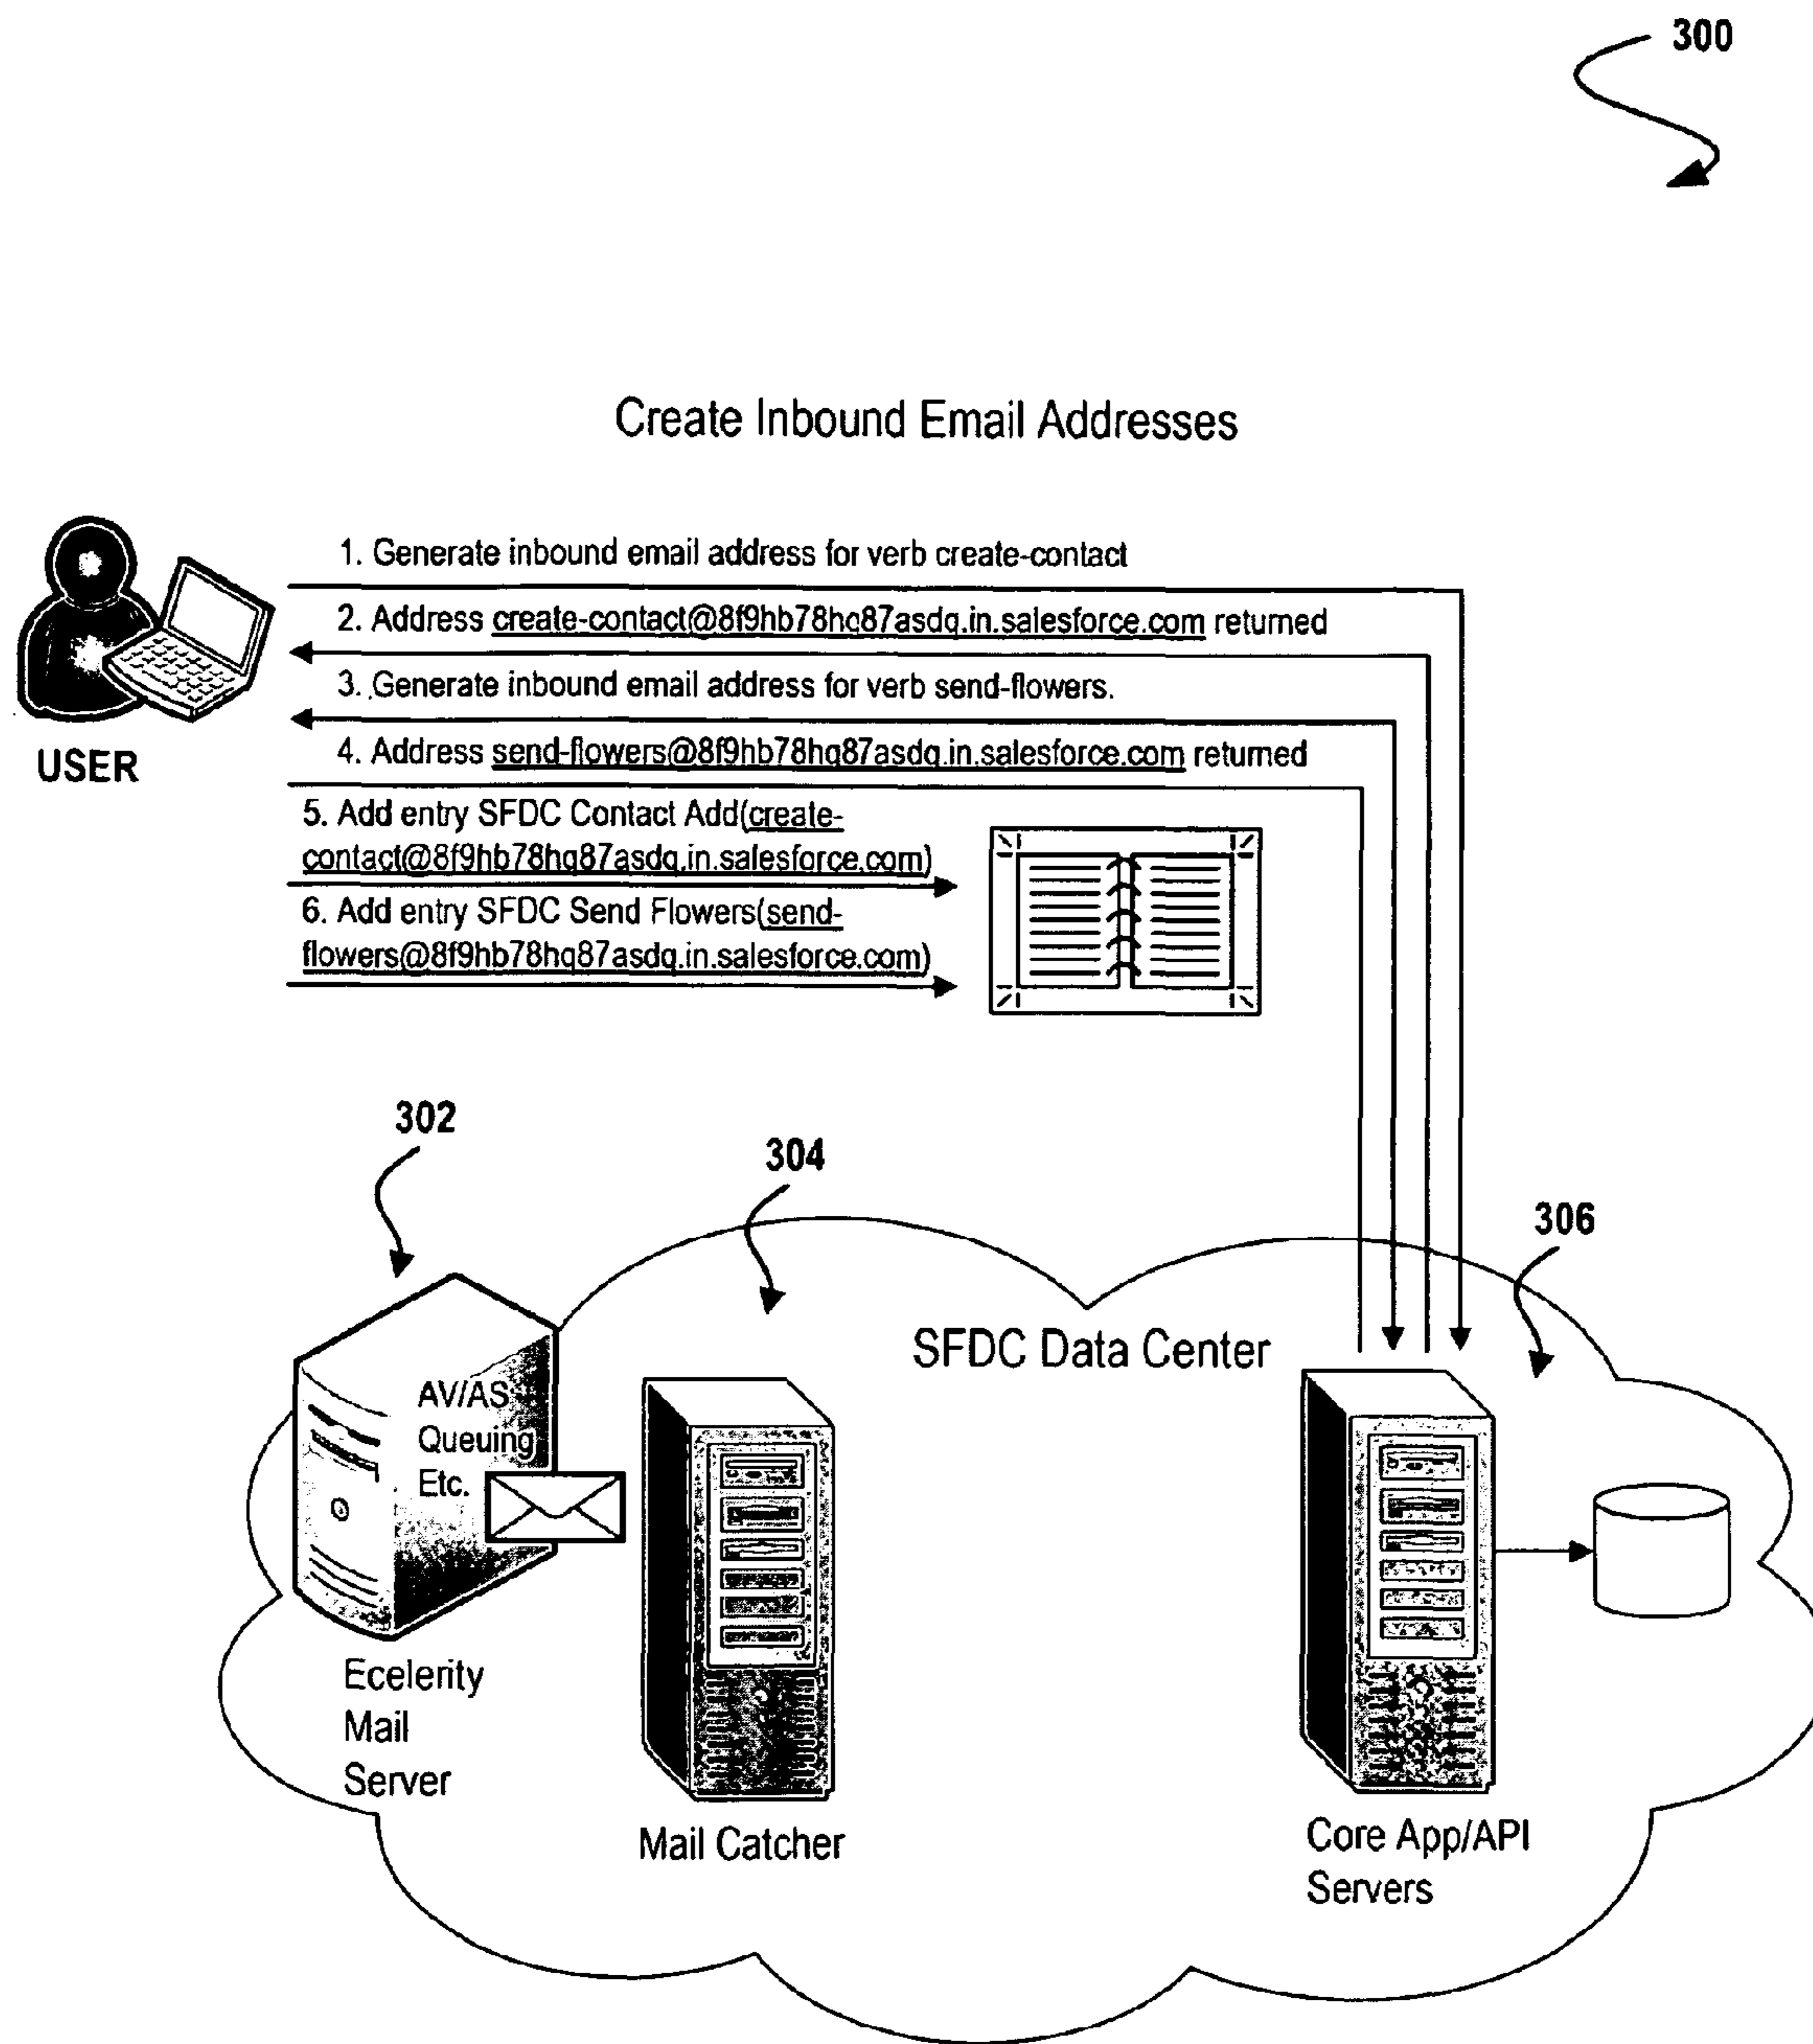 300
Create Inbound Email Addresses
1. Generate inbound email address for verb create-contact
2. Address create-contact@8f9hb78hq87asdq.in.salesforce.com returned
3. .Generate inbound email address for verb send-flowers.
4. Address send-flowers@8f9hb78hq87asdq.in.salesforce.com returned
USER
5. Add entry SFDC Contact Add(create-
contact@8f9hb78hq87asdq.in.salesforce.com)
6. Add entry SFDC Send Flowers(send-
flowers@8f9hb78hq87asdq.in.salesforce.com)
302
304
306
SFDC Data Center
AV/AS
Queuing
Etc.
Ecelerity
Mail
Server
Mail Catcher
Core App/API
Servers